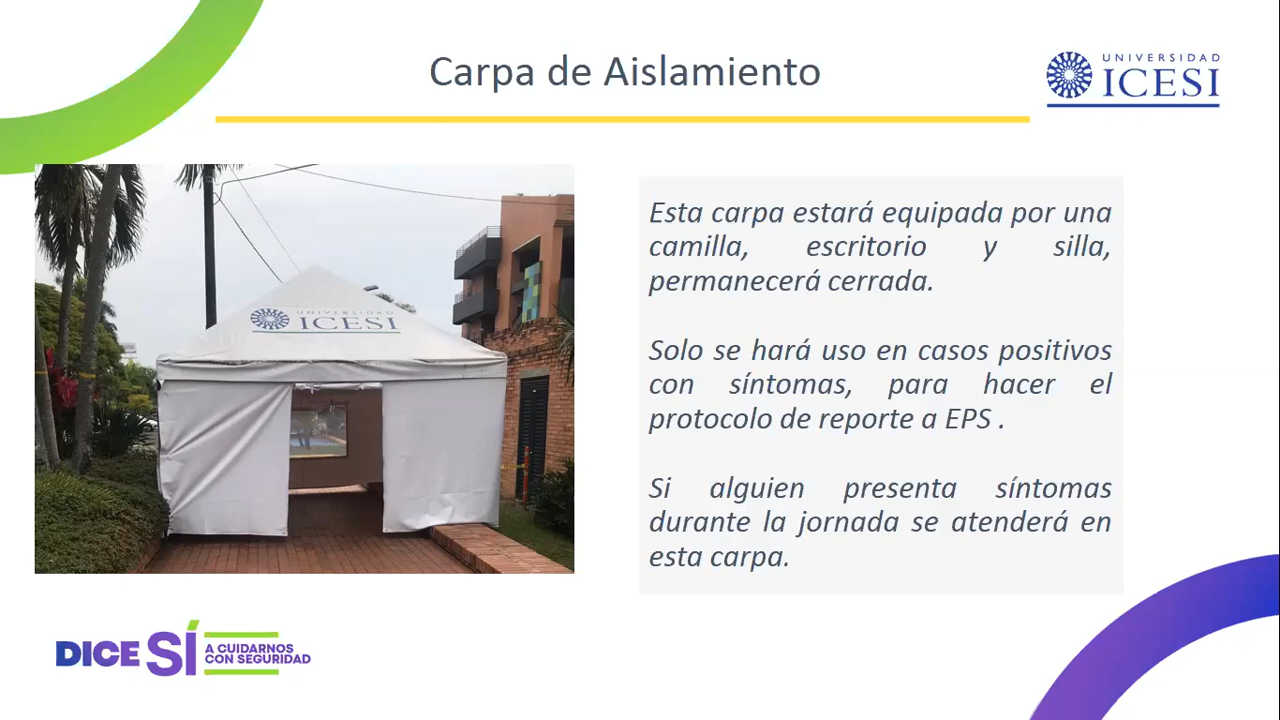 Carpa de Aislamiento
UNIVERSIDAD
ICESI
UNIVERSIDAD
ICESI
Esta carpa estará equipada por una
camilla, escritorio y silla,
permanecerá cerrada.
Solo se hará uso en casos positivos
con síntomas, para hacer el
protocolo de reporte a EPS .
Si alguien presenta síntomas
durante la jornada se atenderá en
esta carpa.
DICE SÍ
A CUIDARNOS
CON SEGURIDAD